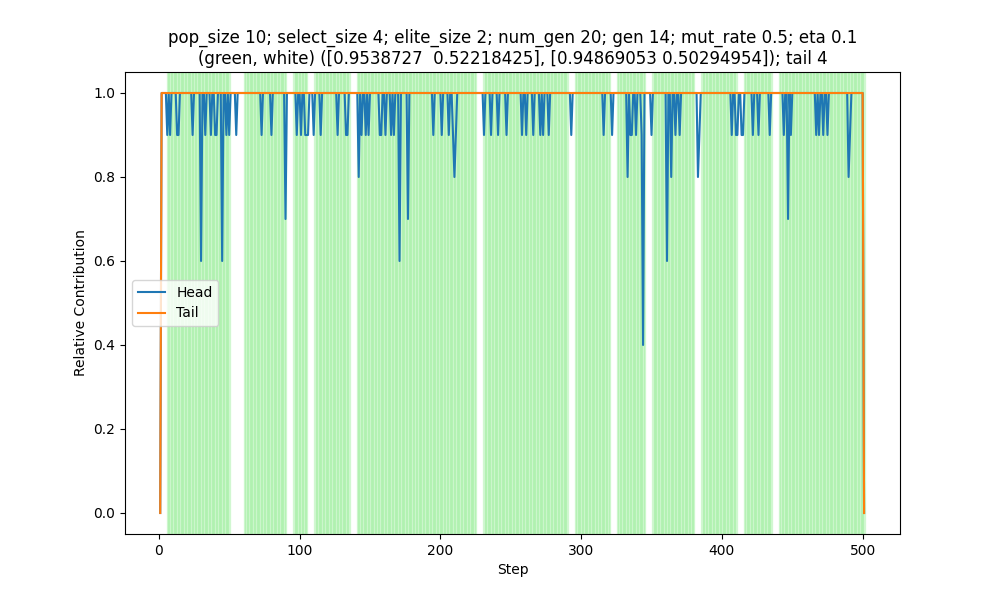 pop_size 10; select_size 4; elite_size 2; num_gen 20; gen 14; mut_rate 0.5; eta 0.1
(green, white) ([0.9538727  0.52218425], [0.94869053 0.50294954]); tail 4
1.0
0.8
0.6
0.4
0.2
0.0
Relative Contribution
Head
Tail
0 100 200 300 400 500
Step